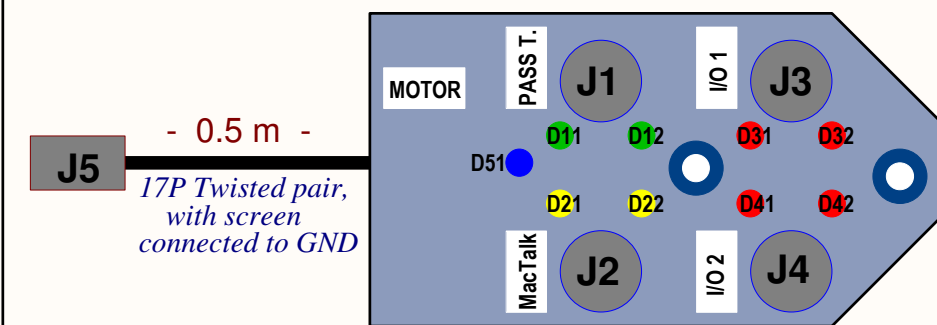 PASS T.
J1
I/O 1
J3
MOTOR
- 0.5 m -
D11
D12
D31
D32
J5
D51
17P Twisted pair,
with screen
connected to GND
D21
D22
D41
D42
MacTalk
J2
I/O 2
J4